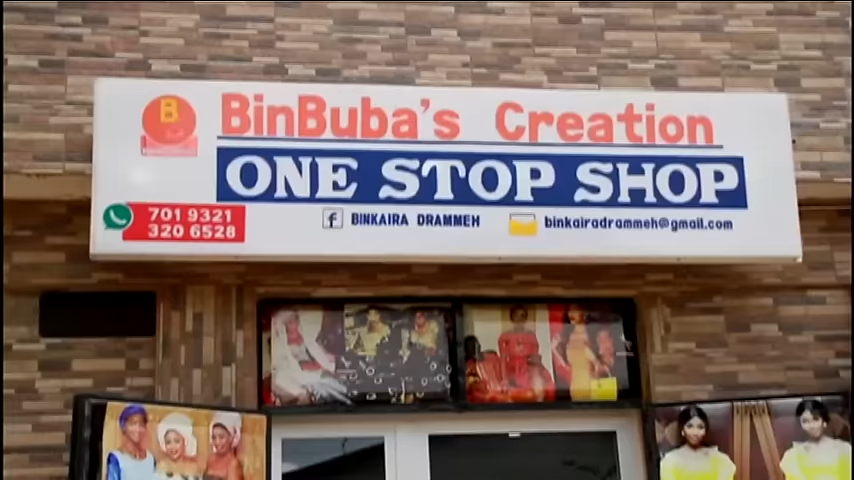 B
BinBuba's Creation
ONE STOP SHOP
701 9321
320 6528
BINKAIRA DRAMMEH
binkairadrammeh@gmail.com